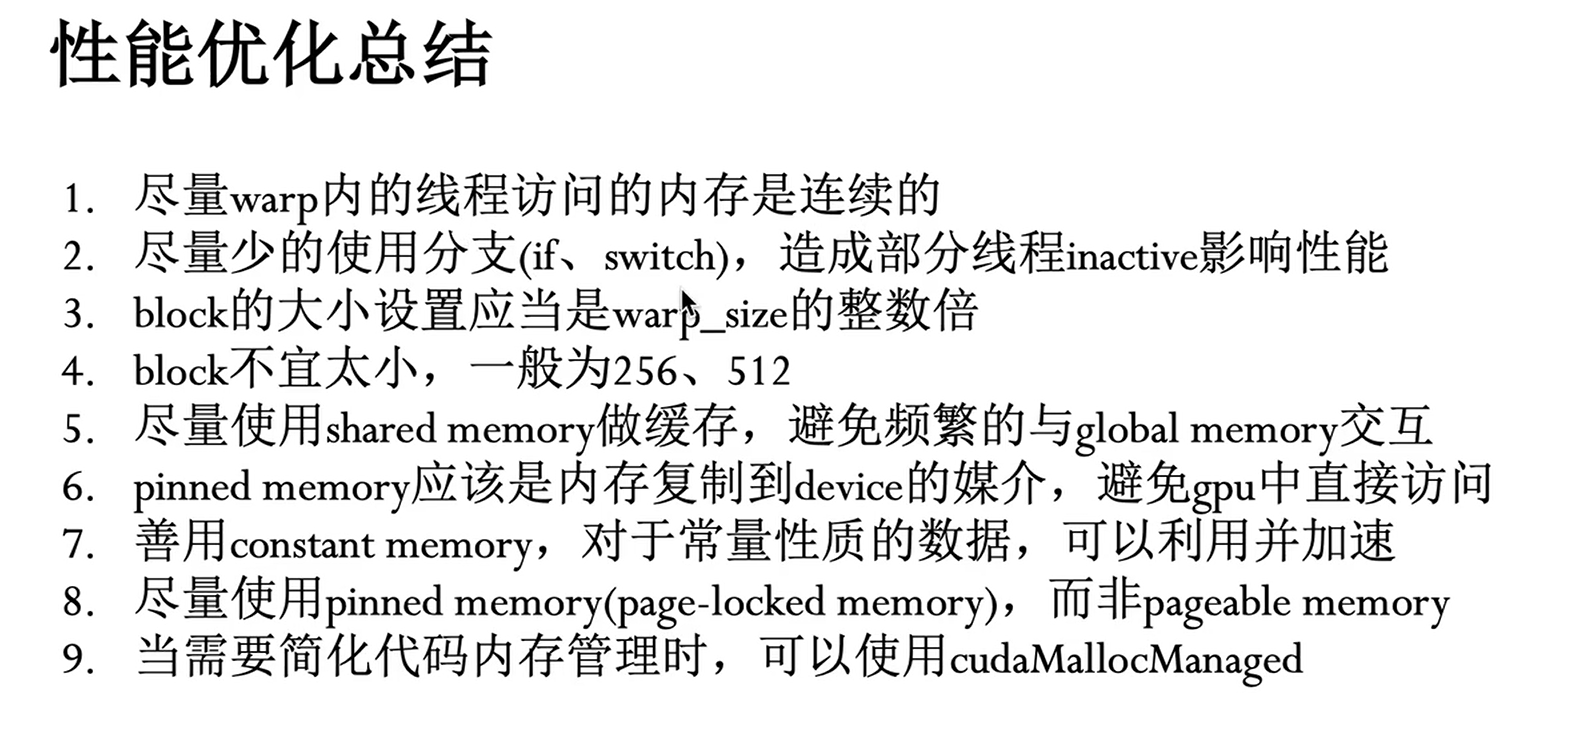 性能优化总结
1. 尽量warp内的线程访问的内存是连续的
2. 尽量少的使用分支(if、switch)，造成部分线程inactive影响性能
3. block的大小设置应当是warp_size的整数倍
4. block不宜太小，一般为256、512
5. 尽量使用shared memory做缓存，避免频繁的与global memory交互
6. pinned memory应该是内存复制到device的媒介，避免gpu中直接访问
7. 善用constant memory，对于常量性质的数据，可以利用并加速
8. 尽量使用pinned memory(page-locked memory)，而非pageable memory
9. 当需要简化代码内存管理时，可以使用cudaMallocManaged